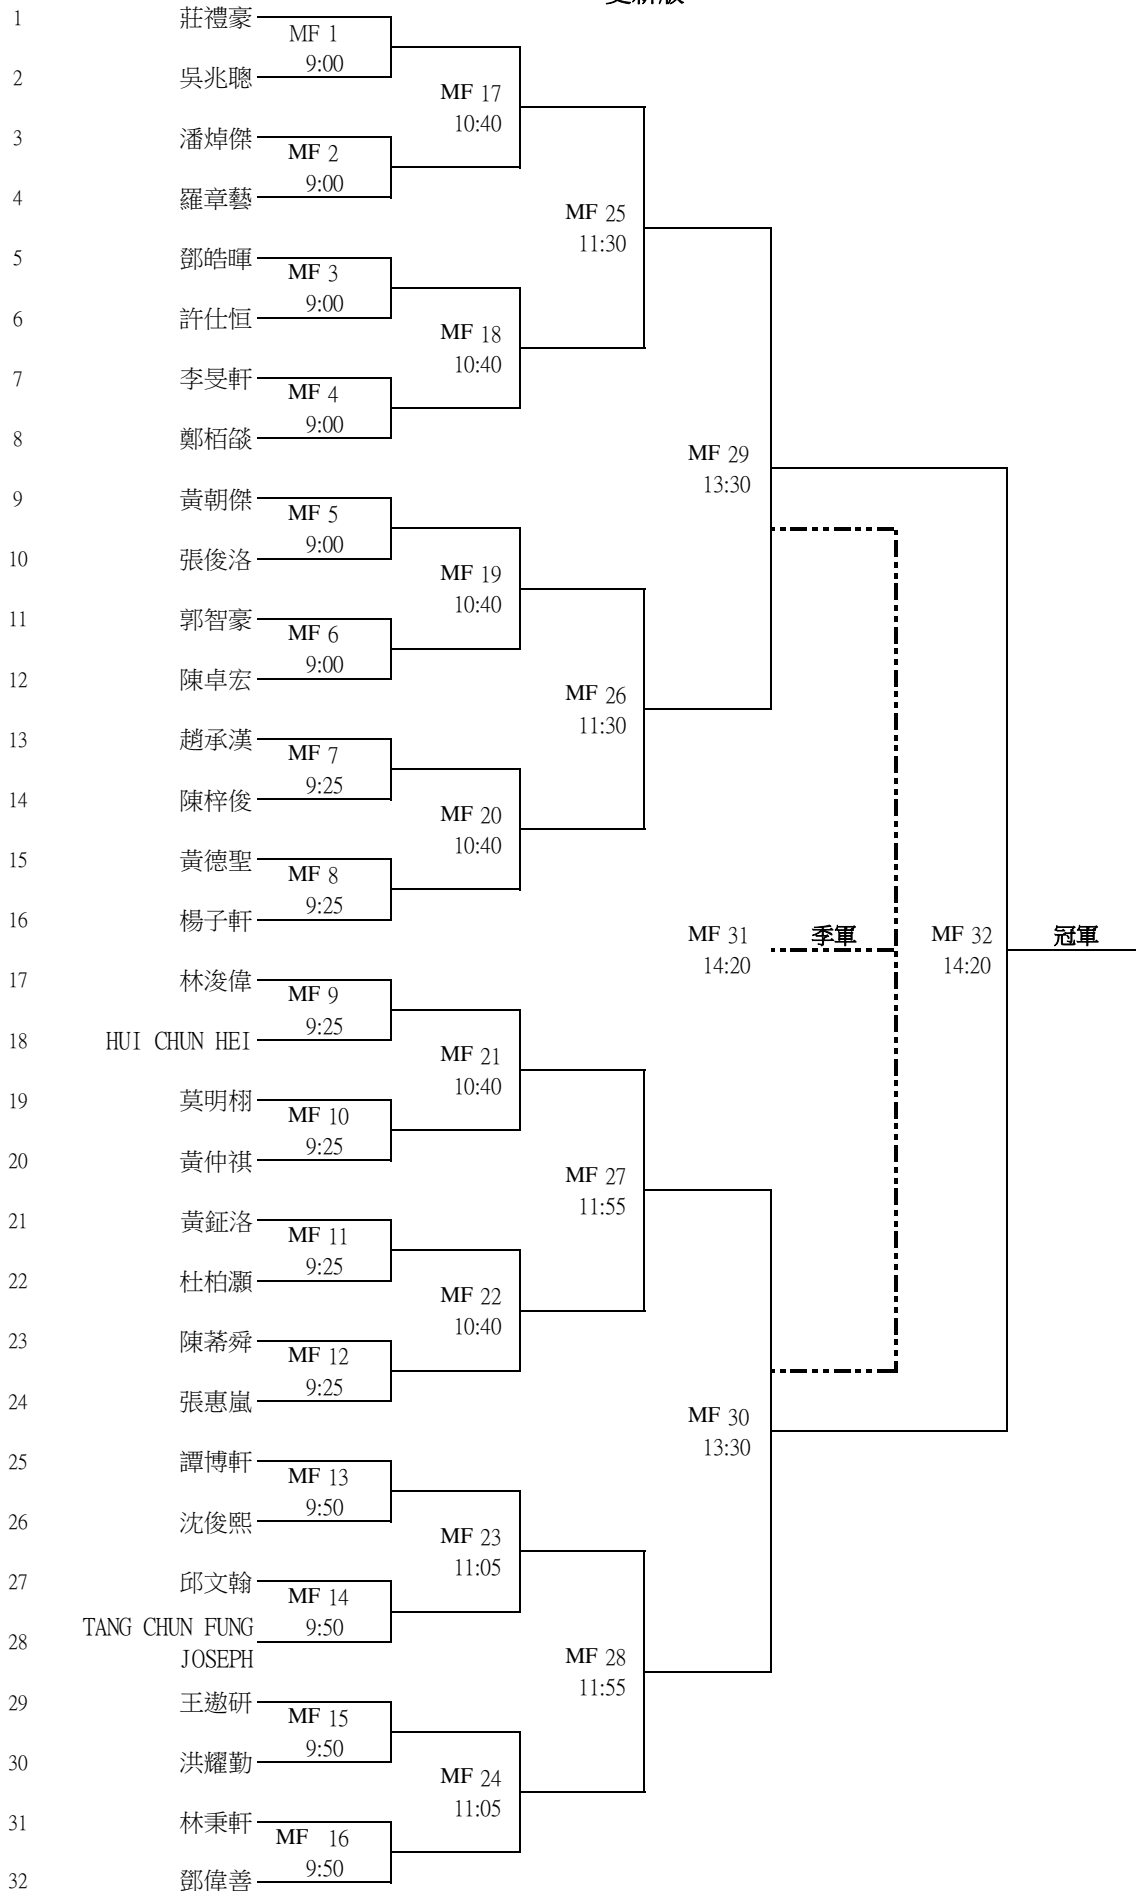 更新版
1 莊禮豪
MF 1
9:00
2 吳兆聰
MF 17
10:40
3 潘焯傑
MF 2
9:00
4 羅章藝
MF 25
11:30
5 鄧皓暉
MF 3
9:00
6 許仕恒
MF 18
10:40
7 李旻軒
MF 4
9:00
8 鄭栢燚
MF 29
13:30
9 黃朝傑
MF 5
9:00
10 張俊洛
MF 19
10:40
11 郭智豪
MF 6
9:00
12 陳卓宏
MF 26
11:30
13 趙承漢
MF 7
9:25
14 陳梓俊
MF 20
10:40
15 黃德聖
MF 8
9:25
16 楊子軒
MF 31 季軍 MF 32 冠軍
14:20 14:20
17 林浚偉
MF 9
9:25
18 HUI CHUN HEI
MF 21
10:40
19 莫明栩
MF 10
9:25
20 黃仲祺
MF 27
11:55
21 黃鉦洛
MF 11
9:25
22 杜柏灝
MF 22
10:40
23 陳莃舜
MF 12
9:25
24 張惠嵐
MF 30
13:30
25 譚博軒
MF 13
9:50
26 沈俊熙
MF 23
11:05
27 邱文翰
MF 14
9:50
28 TANG CHUN FUNG
JOSEPH
MF 28
11:55
29 王遨研
MF 15
9:50
30 洪耀勤
MF 24
11:05
31 林秉軒
MF 16
9:50
32 鄧偉善